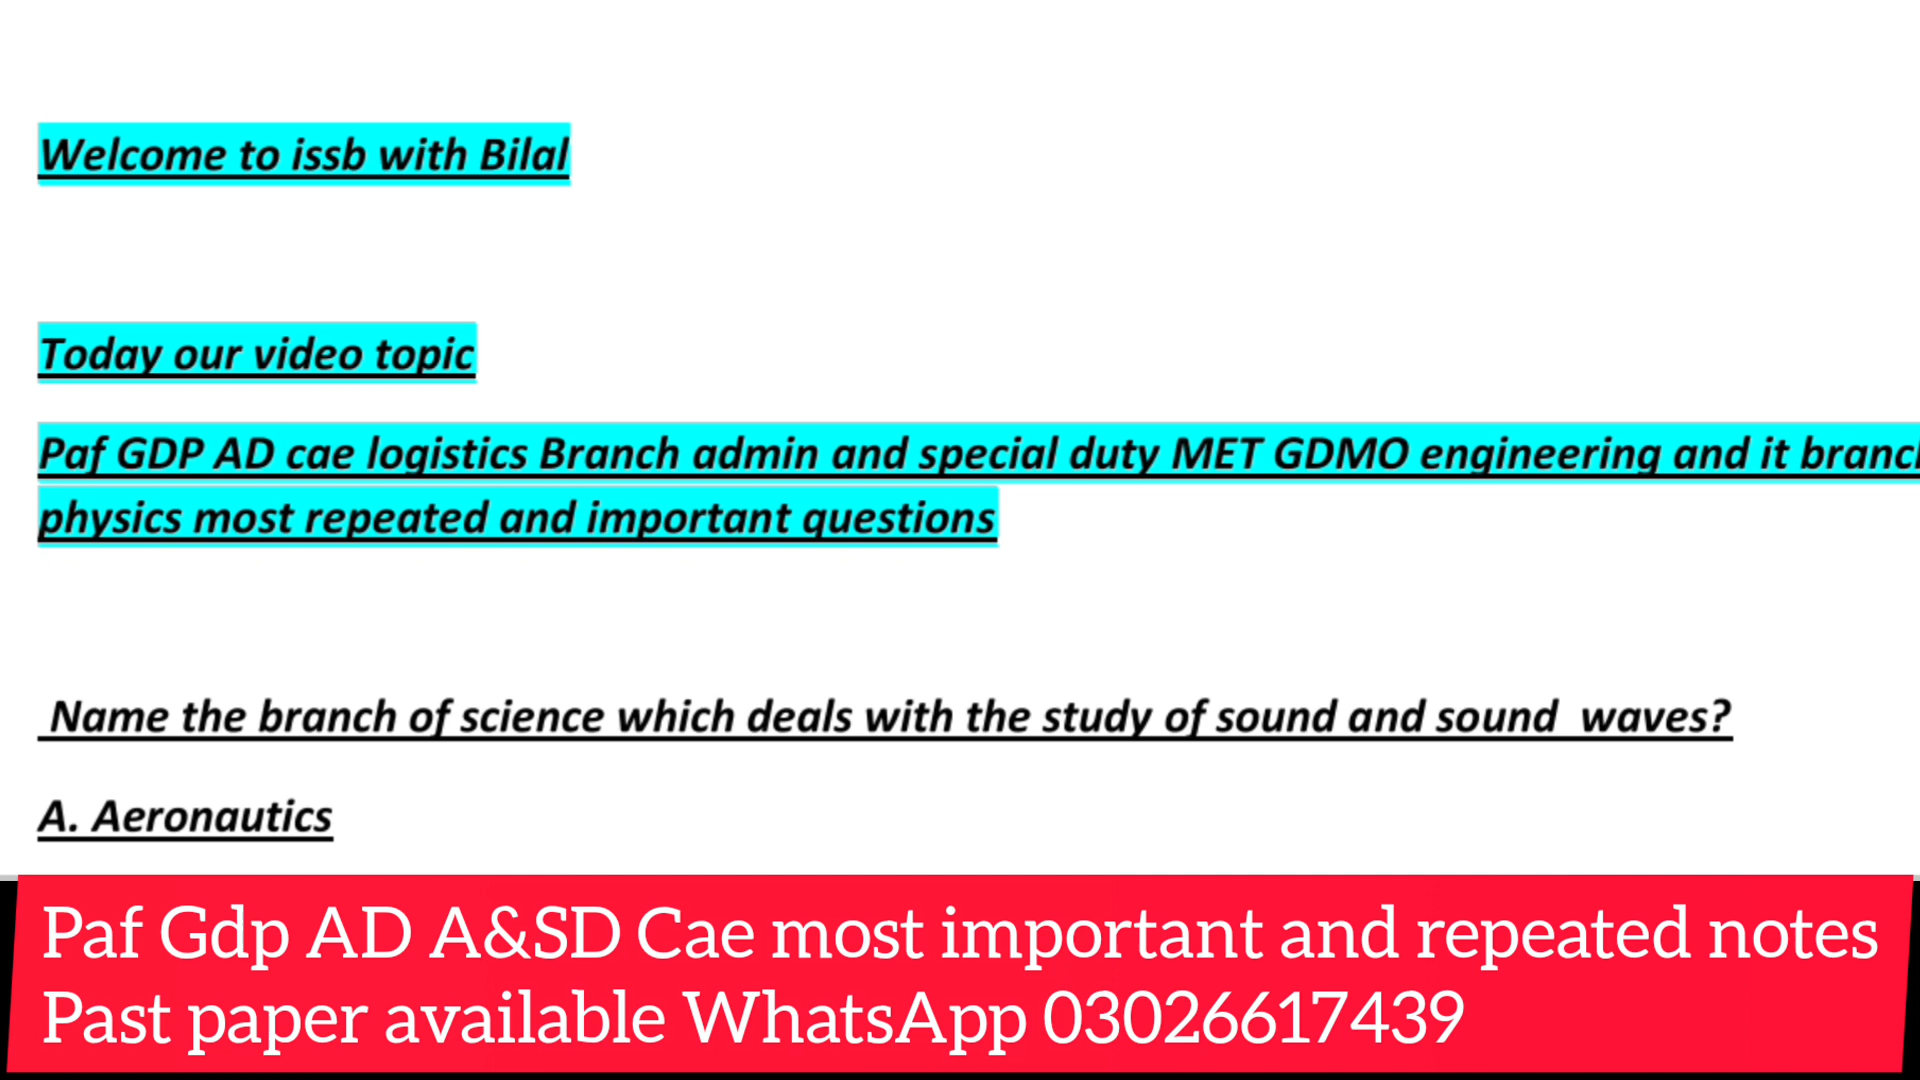 Welcome to issb with Bilal
Today our video topic
Paf GDP AD cae logistics Branch admin and special duty MET GDMO engineering and it branch
physics most repeated and important questions
Name the branch of science which deals with the study of sound and sound  waves?
A. Aeronautics
Paf Gdp AD A&SD Cae most important and repeated notes
Past paper available WhatsApp 03026617439